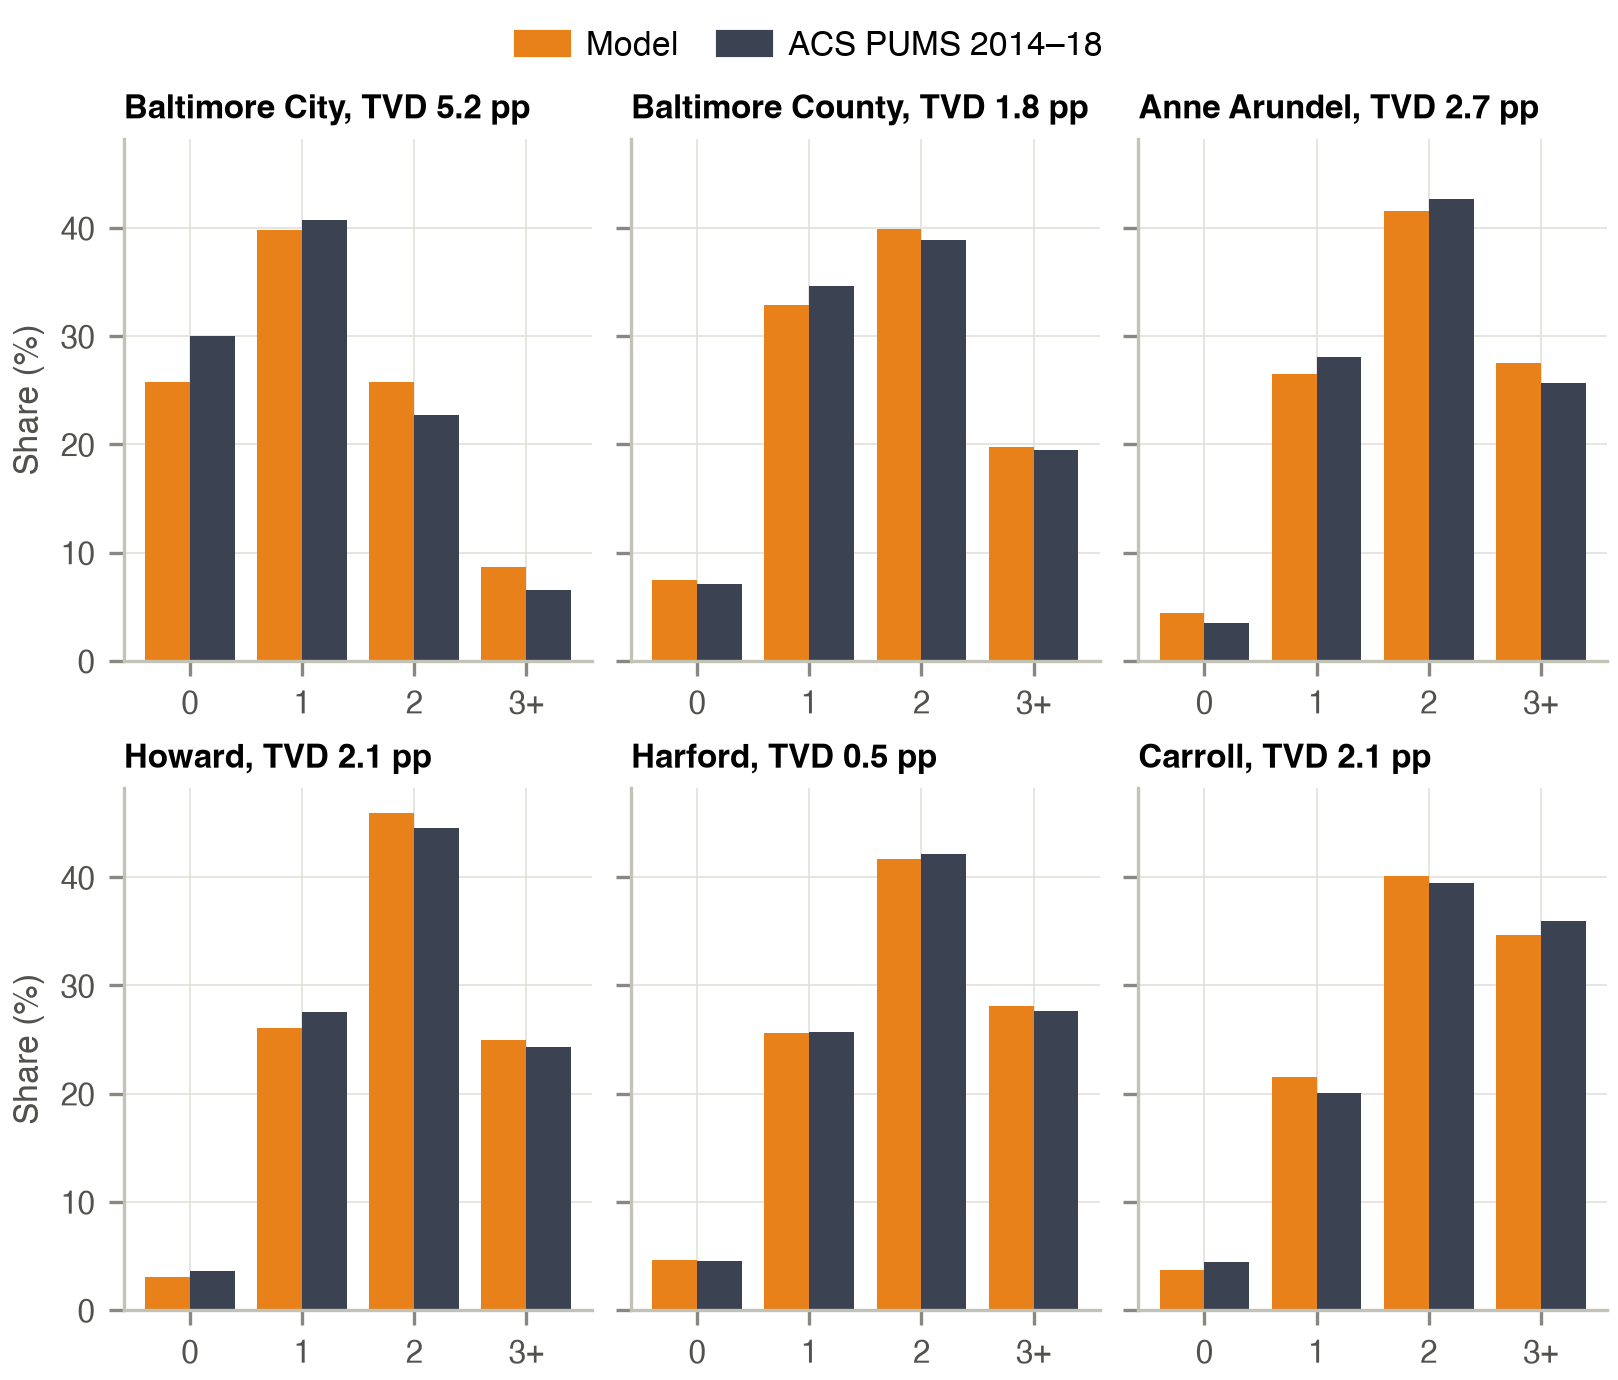 Model ACS PUMS 2014–18
Baltimore City, TVD 5.2 pp
Baltimore County, TVD 1.8 pp
Anne Arundel, TVD 2.7 pp
Share (%)
40
30
20
10
0
0 1 2 3+
0 1 2 3+
0 1 2 3+
Howard, TVD 2.1 pp
Harford, TVD 0.5 pp
Carroll, TVD 2.1 pp
Share (%)
40
30
20
10
0
0 1 2 3+
0 1 2 3+
0 1 2 3+